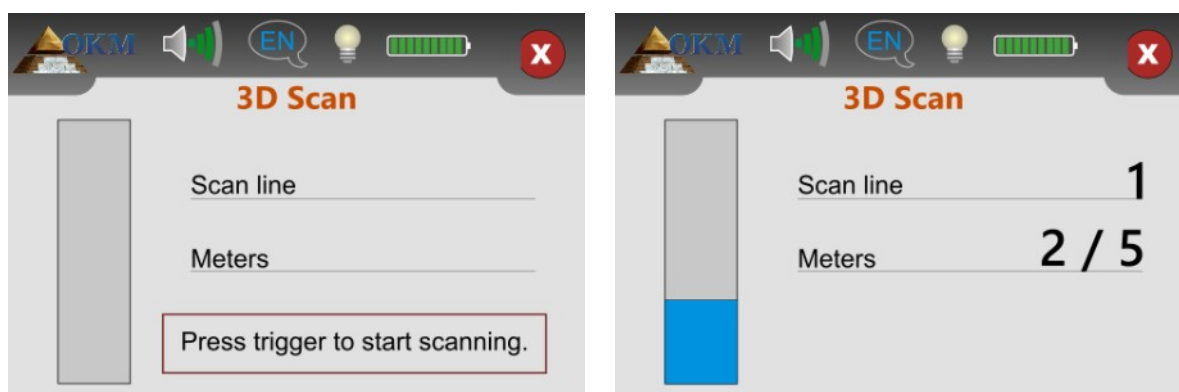 OKM EN X
3D Scan
Scan line
Meters
Press trigger to start scanning.
OKM EN X
3D Scan
Scan line 1
Meters 2 / 5